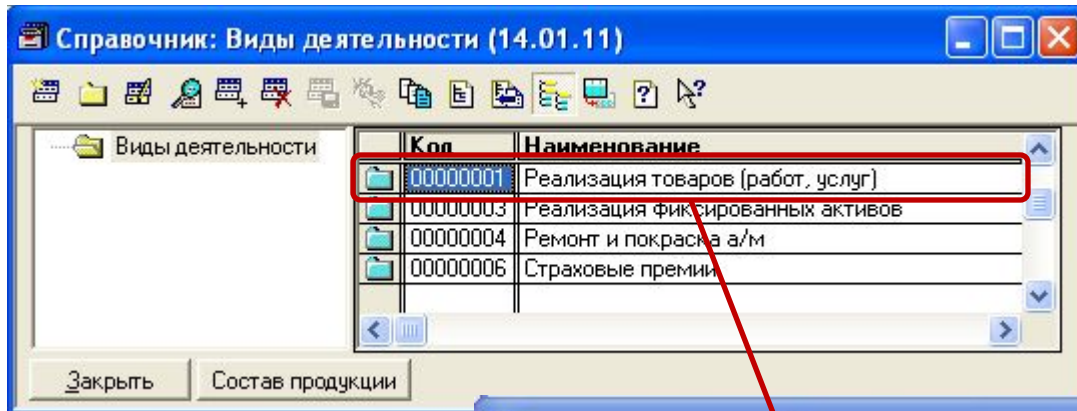 Справочник: Виды деятельности (14.01.11)
Виды деятельности
Код Наименование
00000001 Реализация товаров (работ, услуг)
00000003 Реализация фиксированных активов
00000004 Ремонт и покраска а/м
00000006 Страховые премии
Закрыть Состав продукции